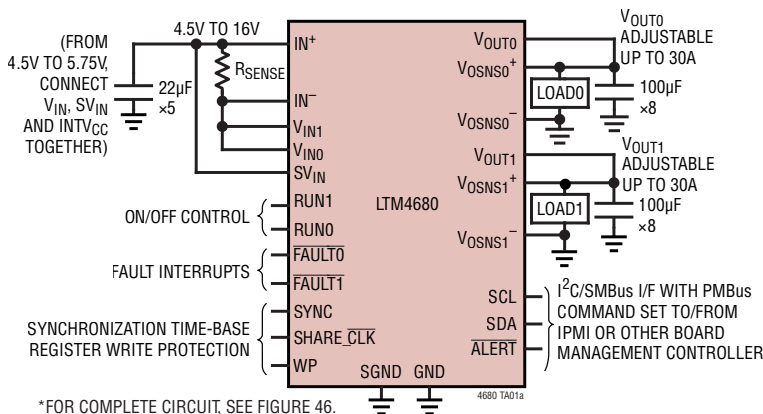 4.5V TO 16V
(FROM
4.5V TO 5.75V,
CONNECT
VIN, SVIN
AND INTVCC
TOGETHER)
22µF
×5
RSENSE
IN+
IN–
VIN1
VIN0
SVIN
RUN1
RUN0
FAULT0
FAULT1
SYNC
SHARE_CLK
WP
ON/OFF CONTROL
FAULT INTERRUPTS
SYNCHRONIZATION TIME-BASE
REGISTER WRITE PROTECTION
LTM4680
SGND
GND
VOUT0
VOSNS0+
VOSNS0–
VOUT1
VOSNS1+
VOSNS1–
SCL
SDA
ALERT
VOUT0
ADJUSTABLE
UP TO 30A
LOAD0
100µF
×8
VOUT1
ADJUSTABLE
UP TO 30A
LOAD1
100µF
×8
I2C/SMBus I/F WITH PMBus
COMMAND SET TO/FROM
IPMI OR OTHER BOARD
MANAGEMENT CONTROLLER
4680 TA01a
*FOR COMPLETE CIRCUIT, SEE FIGURE 46.